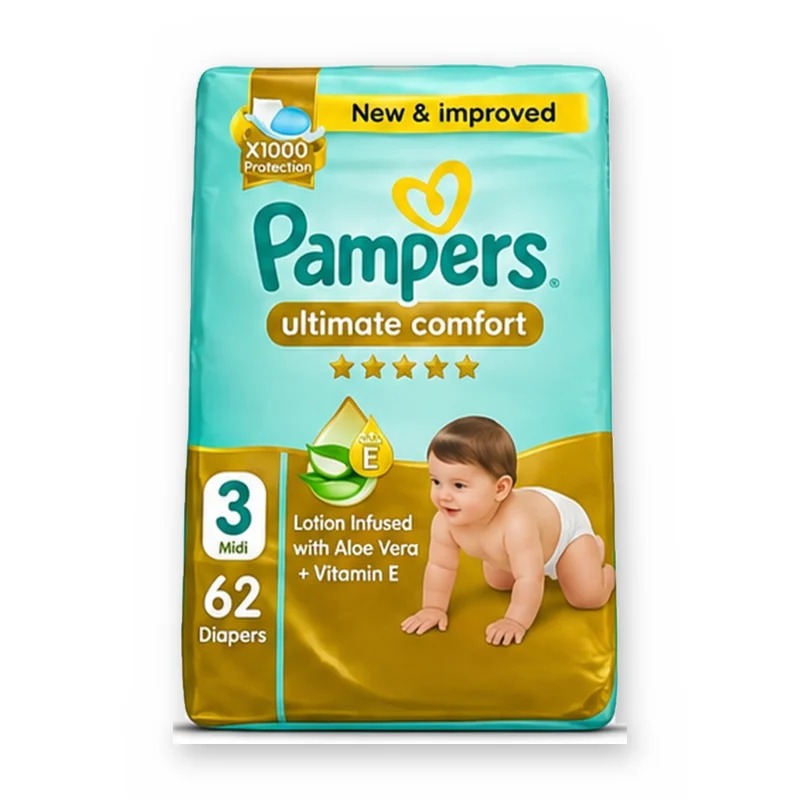 New & improved
X1000
Protection
Pampers
ultimate comfort
E
3
Midi
62
Diapers
Lotion Infused
with Aloe Vera
+ Vitamin E